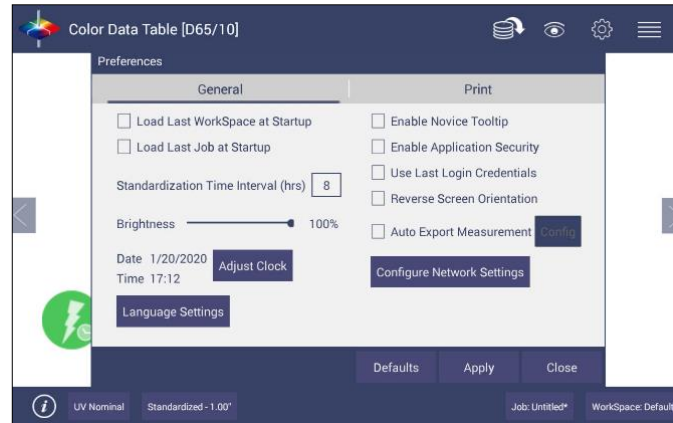 Color Data Table [D65/10]
Preferences
General
Print
Load Last WorkSpace at Startup
Load Last Job at Startup
Standardization Time Interval (hrs) 8
Brightness 100%
Date 1/20/2020
Time 17:12
Adjust Clock
Language Settings
Enable Novice Tooltip
Enable Application Security
Use Last Login Credentials
Reverse Screen Orientation
Auto Export Measurement Config
Configure Network Settings
Defaults Apply Close
i UV Nominal Standardized - 1.00" Job: Untitled* WorkSpace: Default